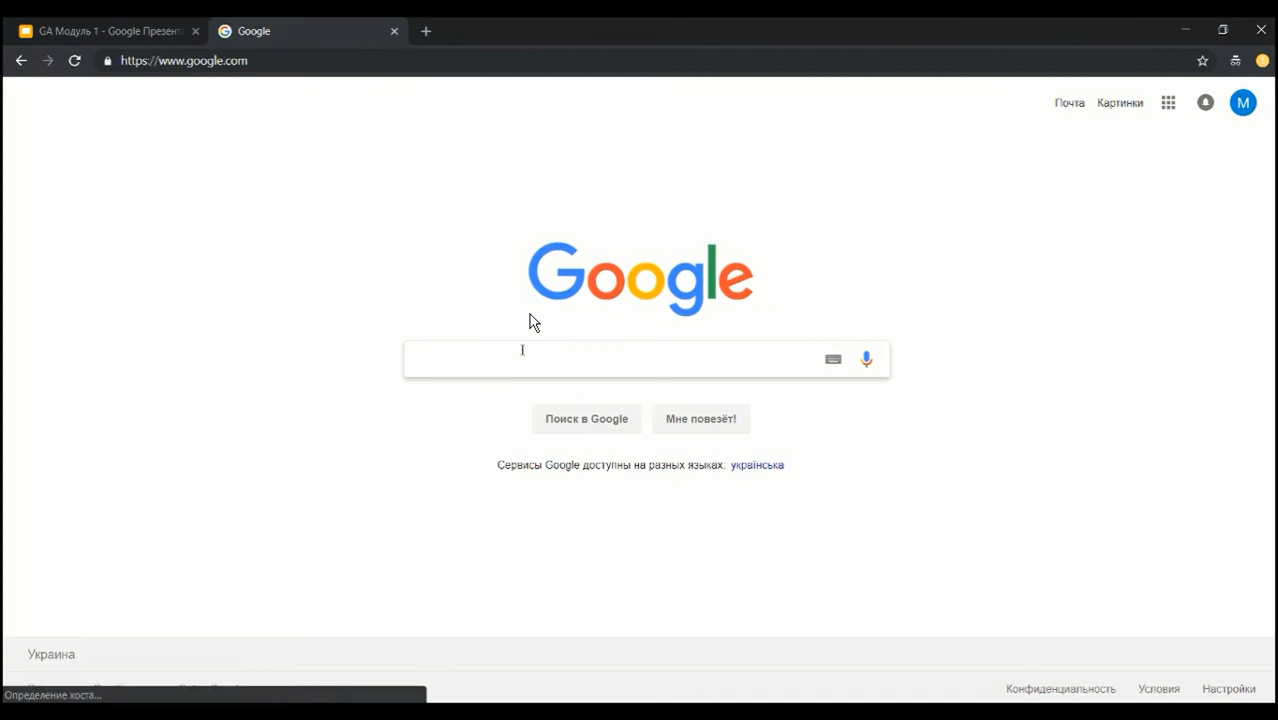 GA Модуль 1 - Google Презента
Google
https://www.google.com
Почта Картинки M
Google
Поиск в Google Мне повезёт!
Сервисы Google доступны на разных языках: українська
Украина
Определение хоста...
Конфиденциальность Условия Настройки